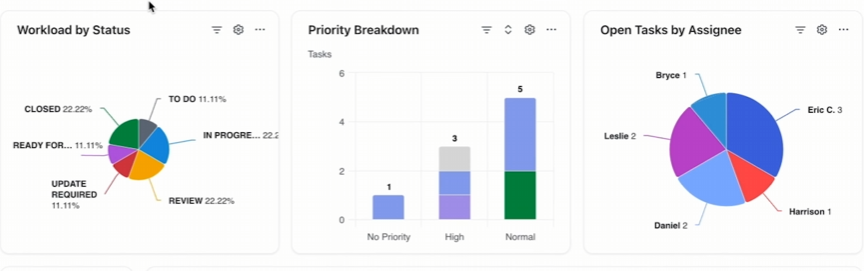 Workload by Status
CLOSED 22.22%
TO DO 11.11%
READY FOR... 11.11%
IN PROGRE... 22.2
UPDATE
REQUIRED
11.11%
REVIEW 22.22%
Priority Breakdown
Tasks
6
4
2
0
1
3
5
No Priority
High
Normal
Open Tasks by Assignee
Bryce 1
Eric C. 3
Leslie 2
Harrison 1
Daniel 2